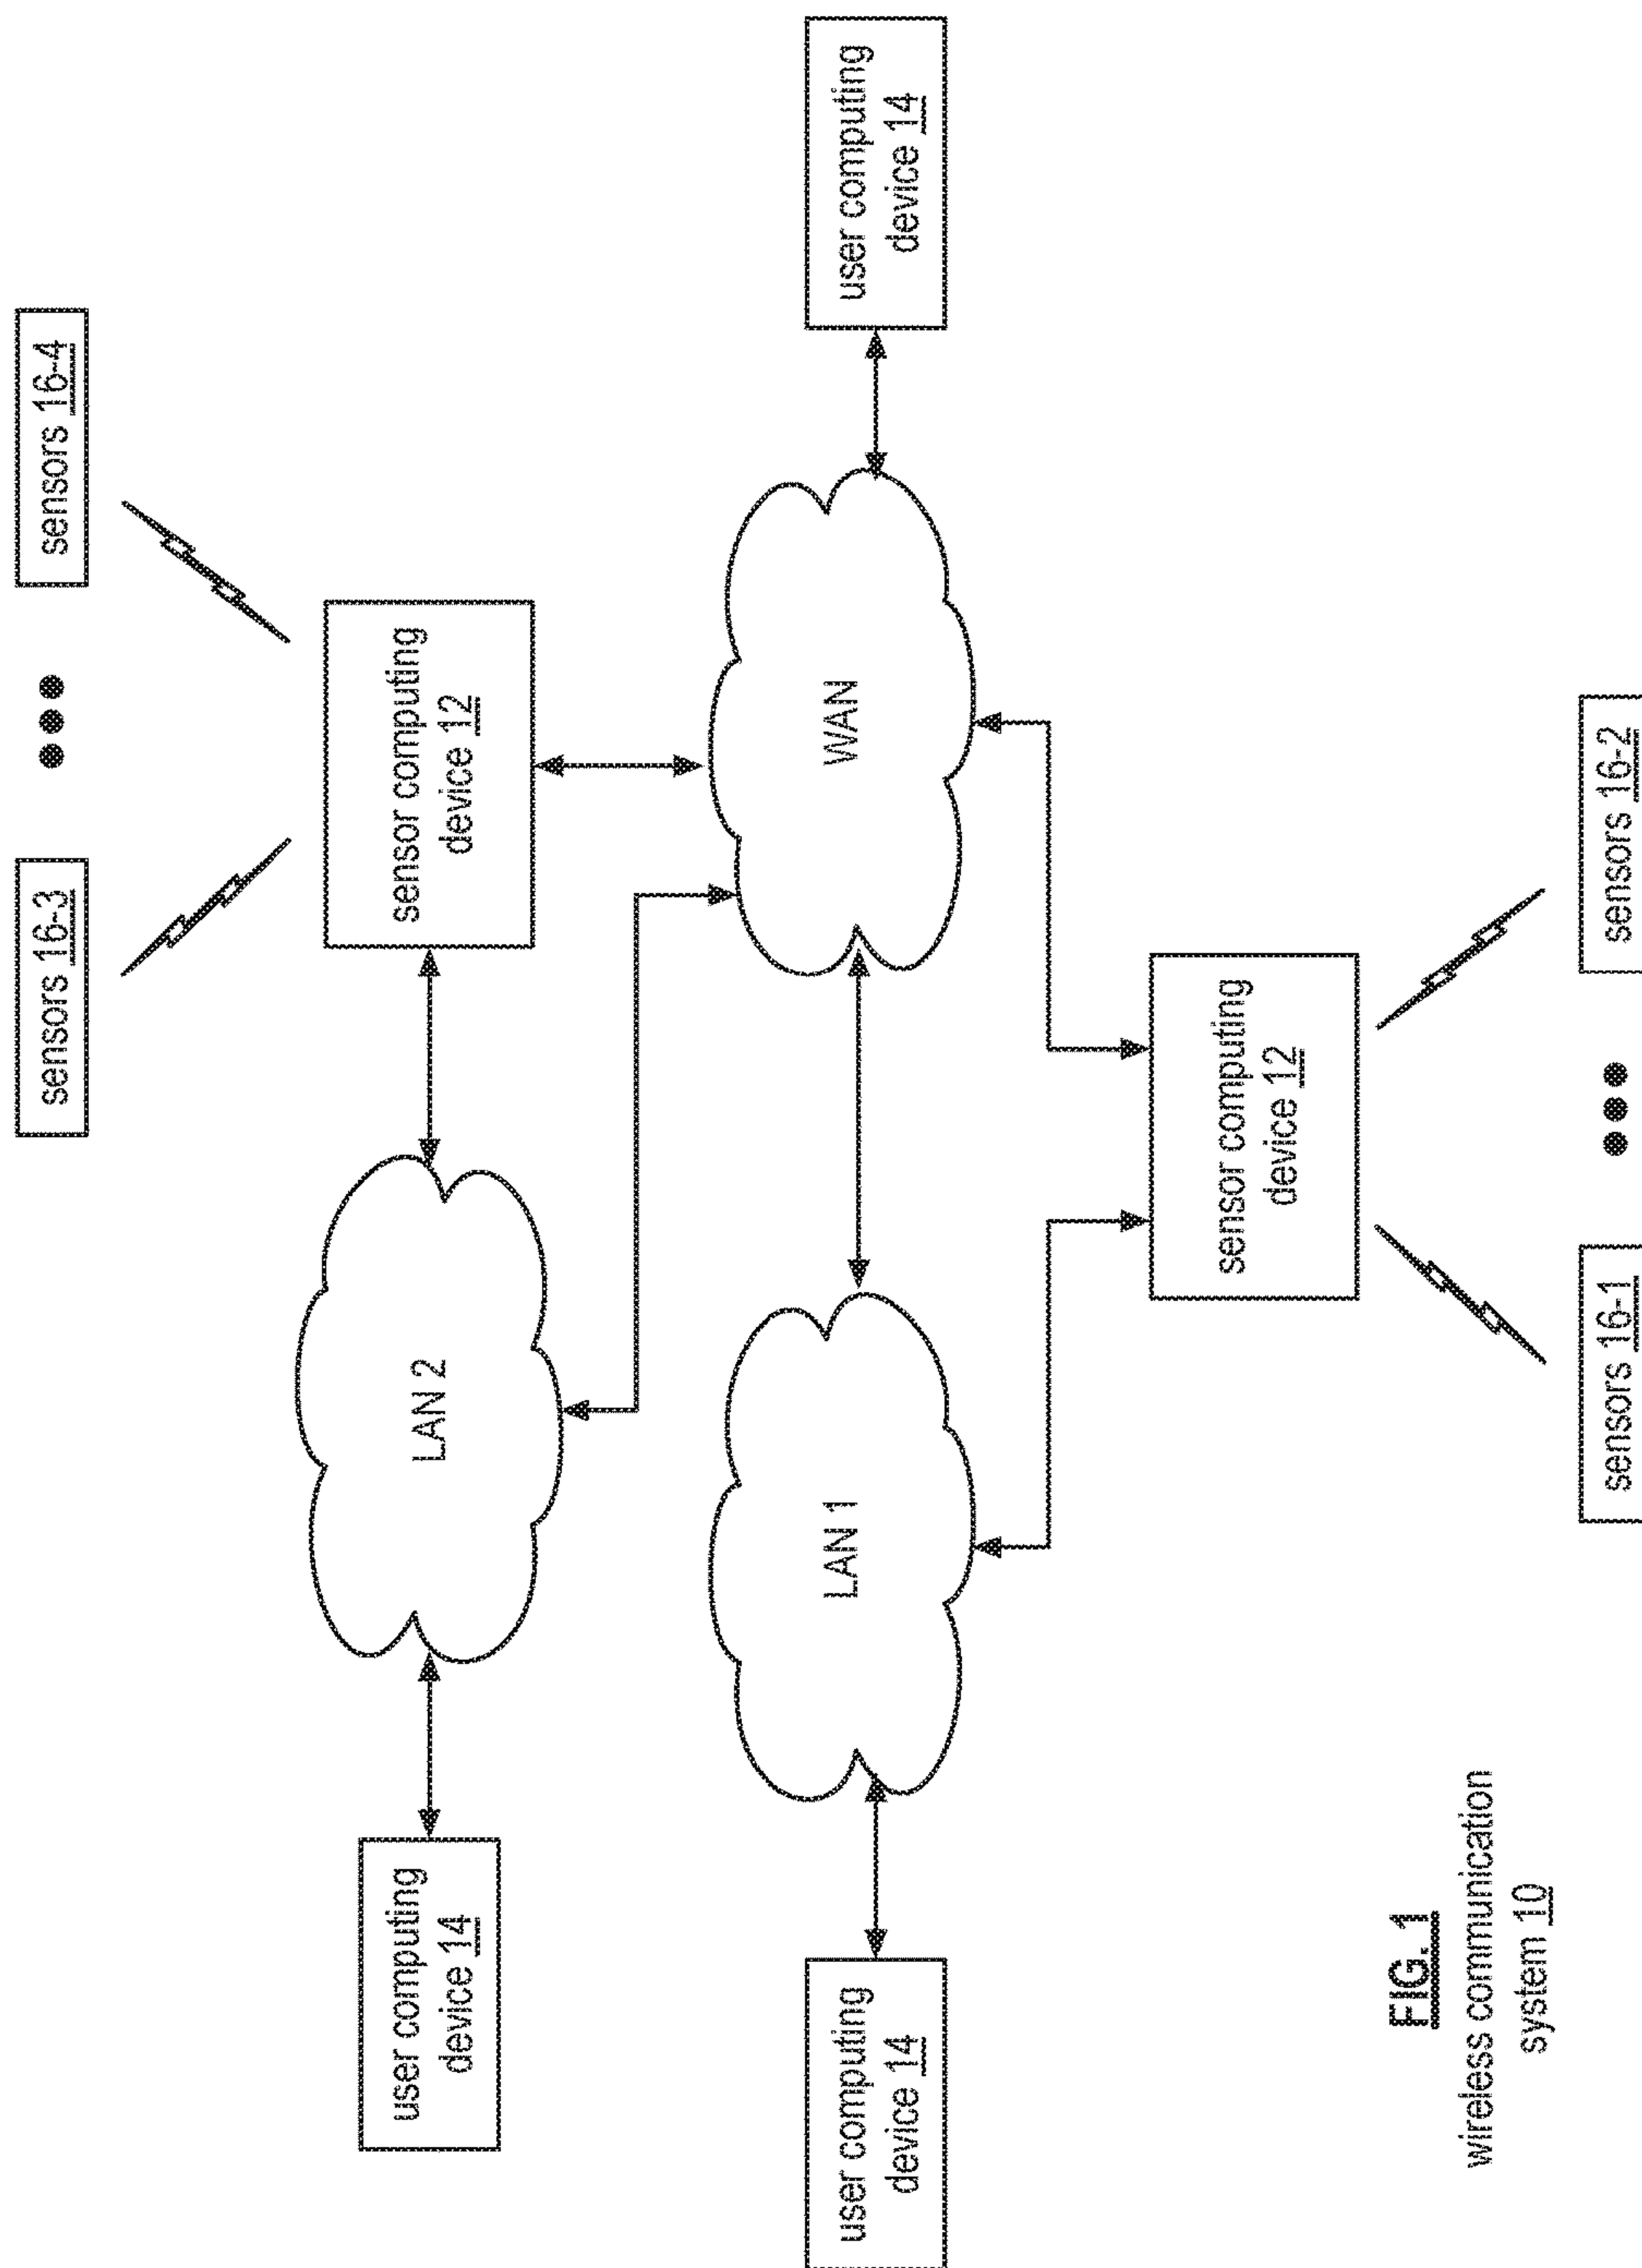 sensors 16-3
sensors 16-4
user computing
device 14
LAN 2
sensor computing
device 12
user computing
device 14
LAN 1
WAN
user computing
device 14
sensor computing
device 12
FIG. 1
wireless communication
system 10
sensors 16-1
sensors 16-2